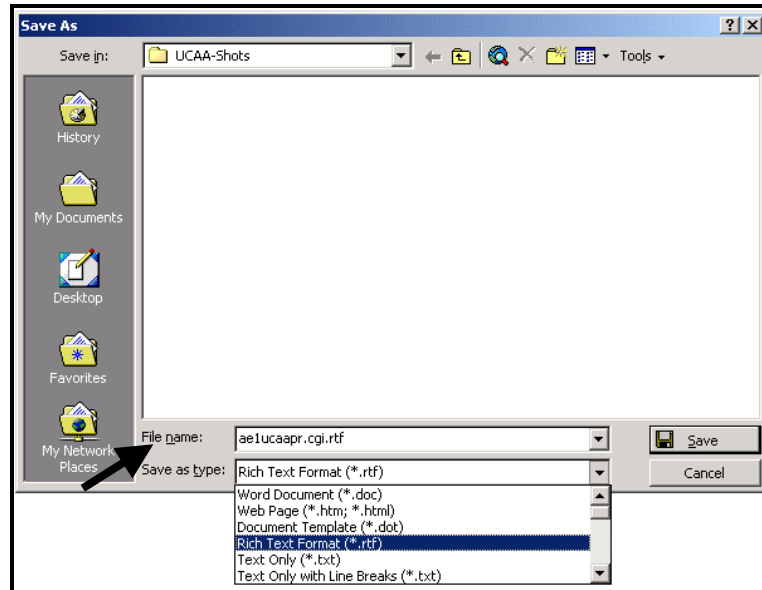 Save As
Save in: UCAA-Shots Tools
History
My Documents
Desktop
Favorites
My Network Places
File name: ae1ucaapr.cgi.rtf Save
Save as type: Rich Text Format (*.rtf) Cancel
Word Document (*.doc)
Web Page (*.htm; *.html)
Document Template (*.dot)
Rich Text Format (*.rtf)
Text Only (*.txt)
Text Only with Line Breaks (*.txt)